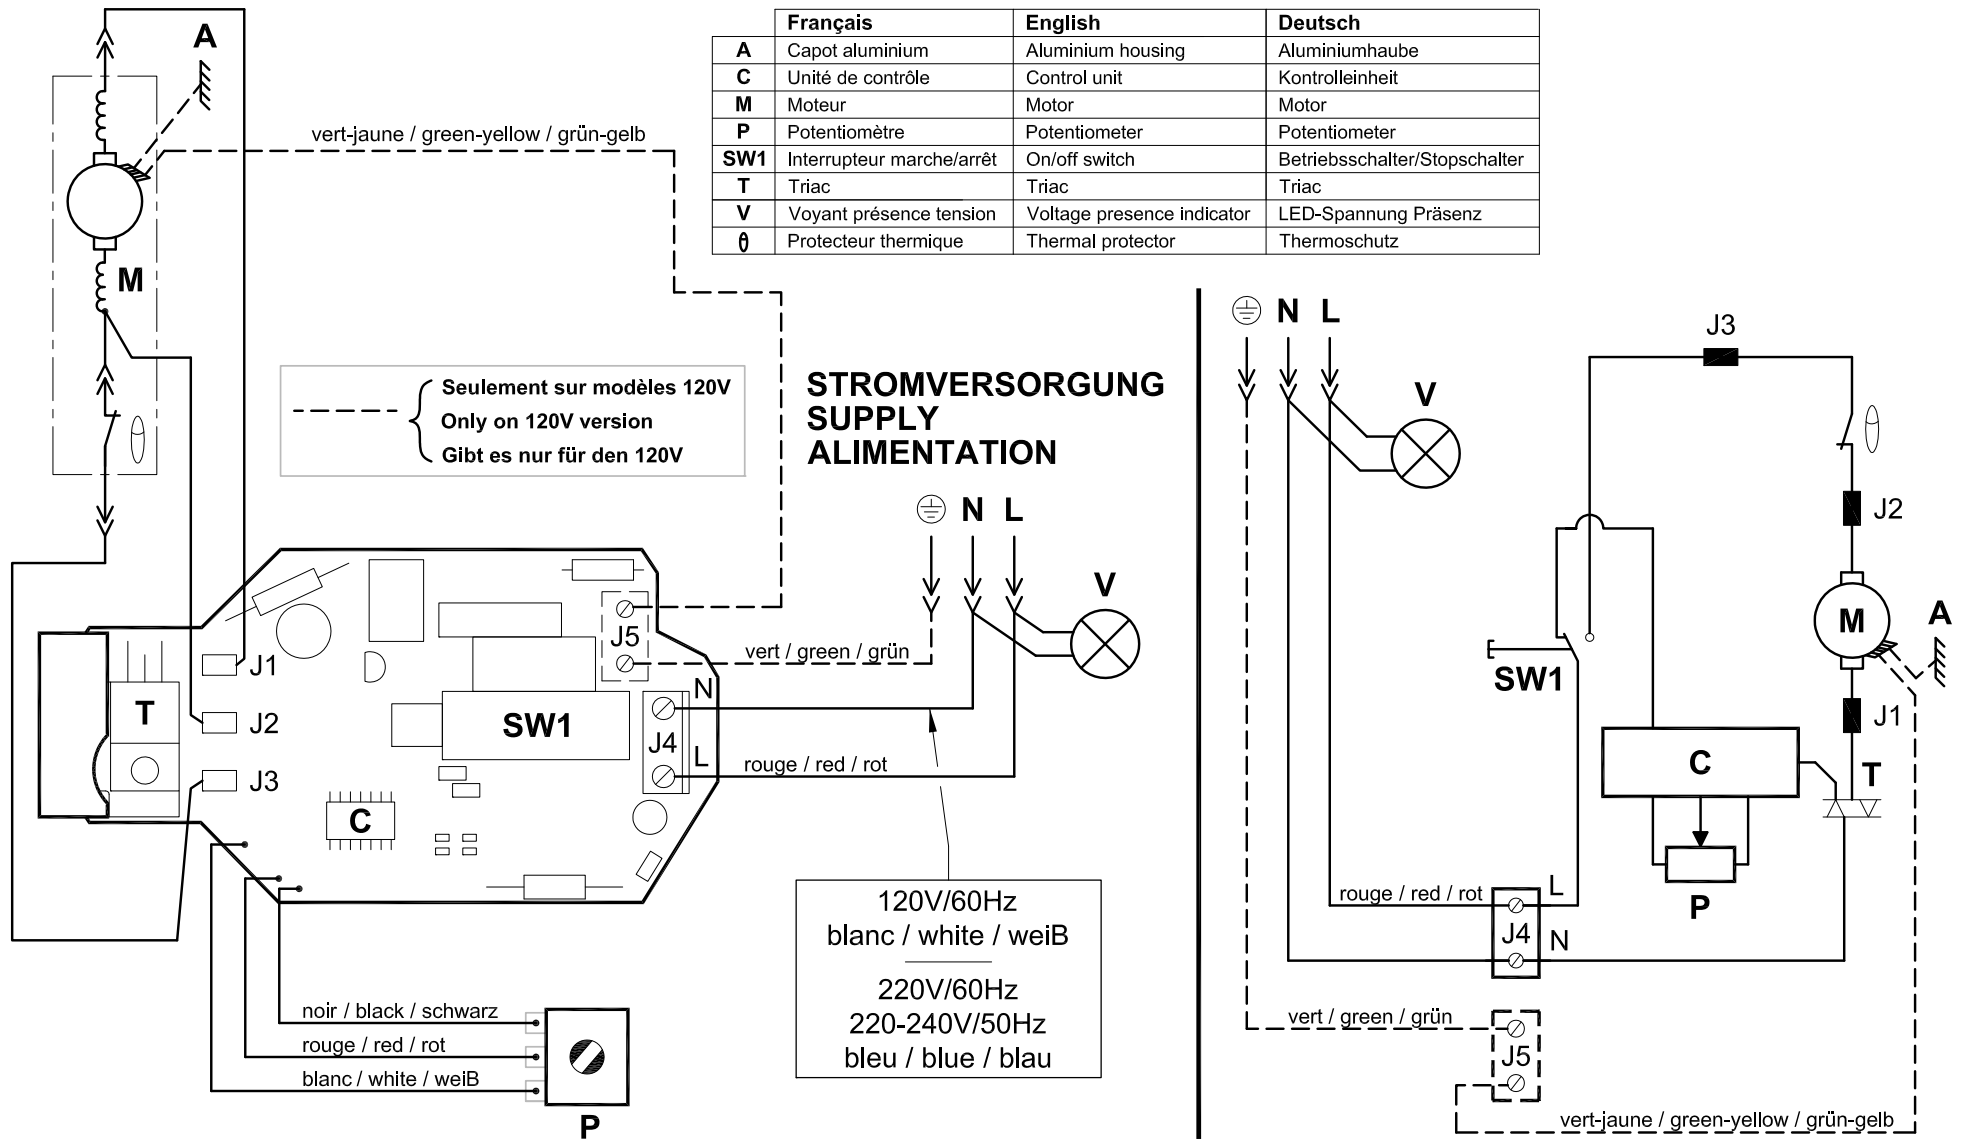 Français English Deutsch
A Capot aluminium Aluminium housing Aluminiumhaube
C Unité de contrôle Control unit Kontrolleinheit
M Moteur Motor Motor
P Potentiomètre Potentiometer Potentiometer
SW1 Interrupteur marche/arrêt On/off switch Betriebsschalter/Stopschalter
T Triac Triac Triac
V Voyant présence tension Voltage presence indicator LED-Spannung Präsenz
θ Protecteur thermique Thermal protector Thermoschutz
A
vert-jaune / green-yellow / grün-gelb
M
Seulement sur modèles 120V
Only on 120V version
Gibt es nur für den 120V
STROMVERSORGUNG
SUPPLY
ALIMENTATION
N L
V
J5
vert / green / grün
J1
T
J2
J3
SW1
N
J4
L
rouge / red / rot
C
120V/60Hz
blanc / white / weiB
220V/60Hz
220-240V/50Hz
bleu / blue / blau
noir / black / schwarz
rouge / red / rot
blanc / white / weiB
P
N L
J3
V
J2
M
A
SW1
J1
C
T
P
rouge / red / rot
L
J4
N
vert / green / grün
J5
vert-jaune / green-yellow / grün-gelb